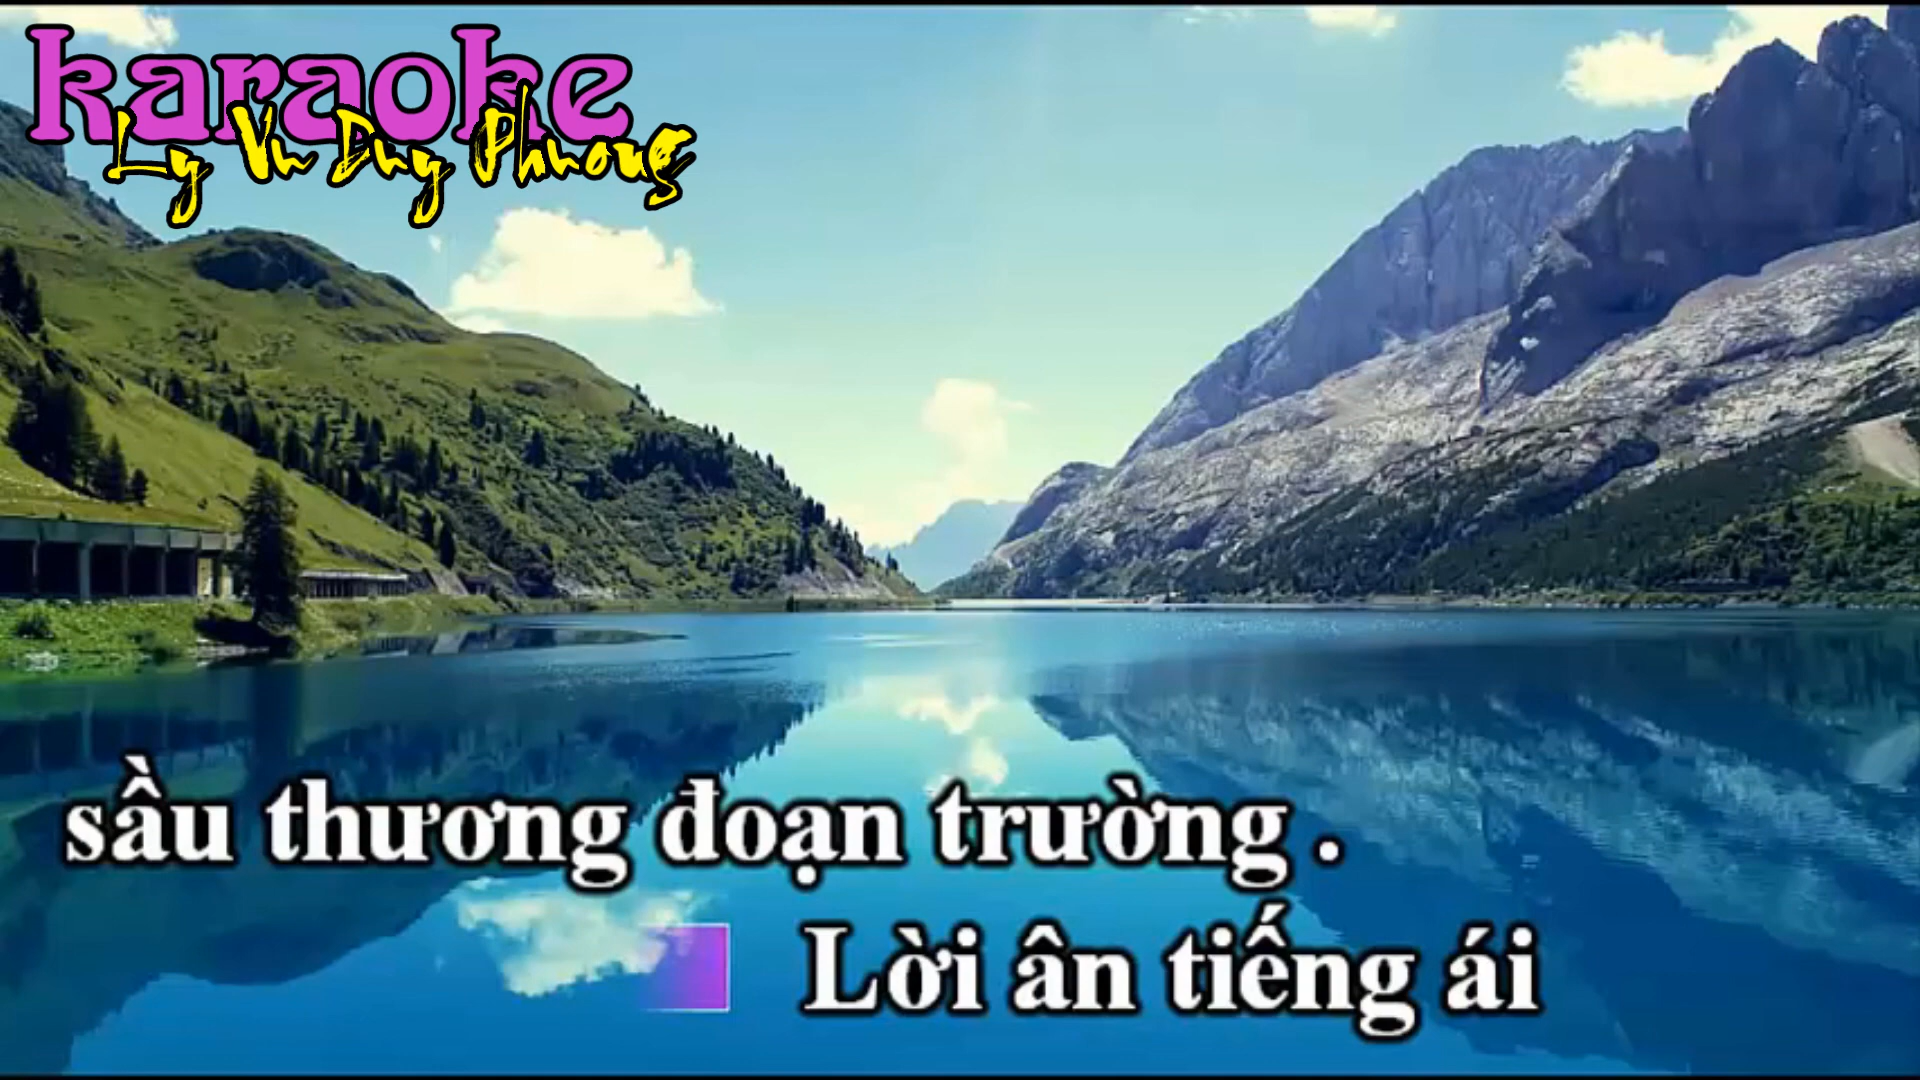 karaoke
Ly Vu Duy Phuong
sầu thương đoạn trường .
Lời ân tiếng ái